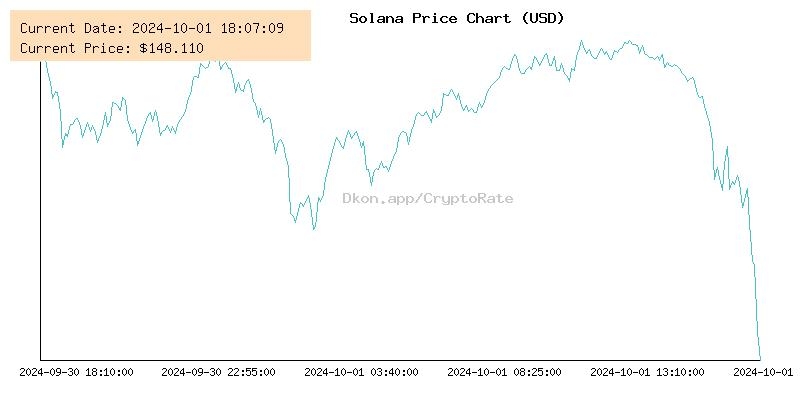 Solana Price Chart (USD)
Current Date: 2024-10-01 18:07:09
Current Price: $148.110
Dkon.app/CryptoRate
2024-09-30 18:10:00
2024-09-30 22:55:00
2024-10-01 03:40:00
2024-10-01 08:25:00
2024-10-01 13:10:00
2024-10-01